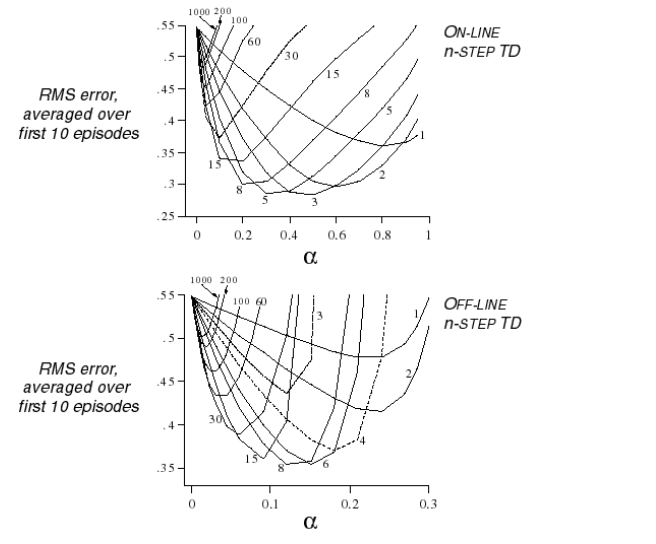 1000 200
100
60
30
15
8
5
1
2
3
5
8
15
.55
.5
.45
.4
.35
.3
.25
0 0.2 0.4 0.6 0.8 1
α
RMS error,
averaged over
first 10 episodes
ON-LINE
n-STEP TD
1000 200
100 60
3
1
2
4
6
8
15
30
.55
.5
.45
.4
.35
0 0.1 0.2 0.3
α
RMS error,
averaged over
first 10 episodes
OFF-LINE
n-STEP TD